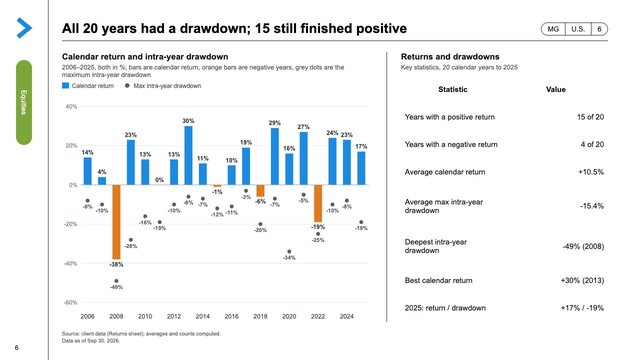 All 20 years had a drawdown; 15 still finished positive
MG U.S. 6
Equities
Calendar return and intra-year drawdown
2006–2025, both in %; bars are calendar return, orange bars are negative years, grey dots are the
maximum intra-year drawdown
Calendar return Max intra-year drawdown
40%
20%
0%
-20%
-40%
-60%
14% 4% -38% 23% 13% 0% 13% 30% 11% -1% 10% 19% -6% 29% 16% 27% -19% 24% 23% 17%
-8% -10% -49% -28% -16% -19% -10% -6% -7% -12% -11% -3% -20% -7% -34% -5% -25% -10% -8% -19%
2006 2008 2010 2012 2014 2016 2018 2020 2022 2024
Returns and drawdowns
Key statistics, 20 calendar years to 2025
Statistic Value
Years with a positive return 15 of 20
Years with a negative return 4 of 20
Average calendar return +10.5%
Average max intra-year
drawdown -15.4%
Deepest intra-year
drawdown -49% (2008)
Best calendar return +30% (2013)
2025: return / drawdown +17% / -19%
Source: client data (Returns sheet); averages and counts computed.
Data as of Sep 30, 2026.
6